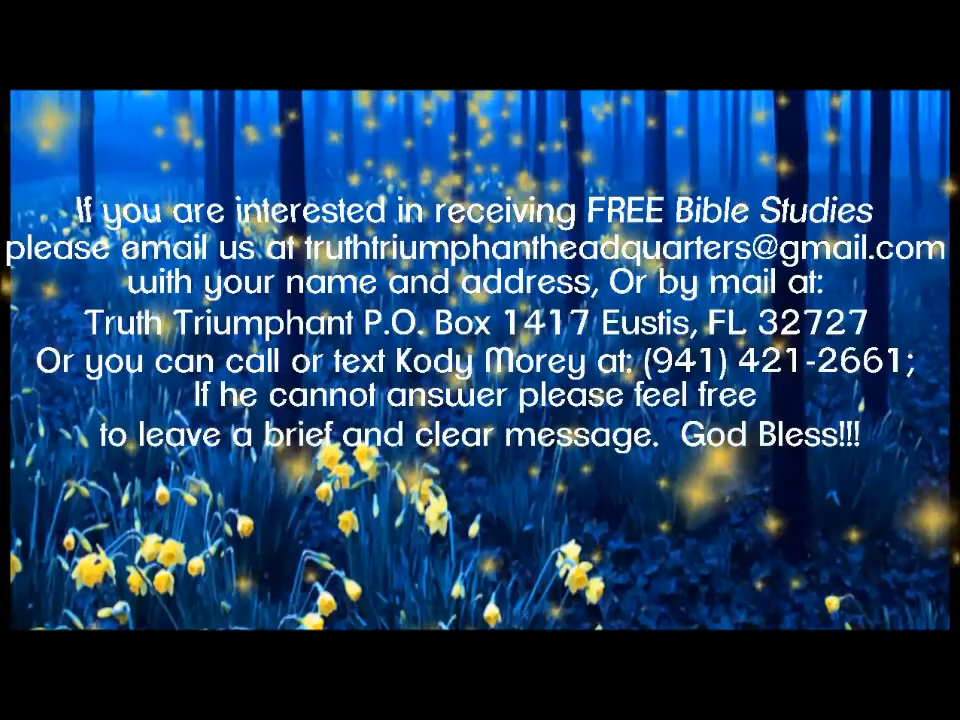 If you are interested in receiving FREE Bible Studies
please email us at truthtriumphantheadquarters@gmail.com
with your name and address, Or by mail at:
Truth Triumphant P.O. Box 1417 Eustis, FL 32727
Or you can call or text Kody Morey at: (941) 421-2661;
If he cannot answer please feel free
to leave a brief and clear message.  God Bless!!!